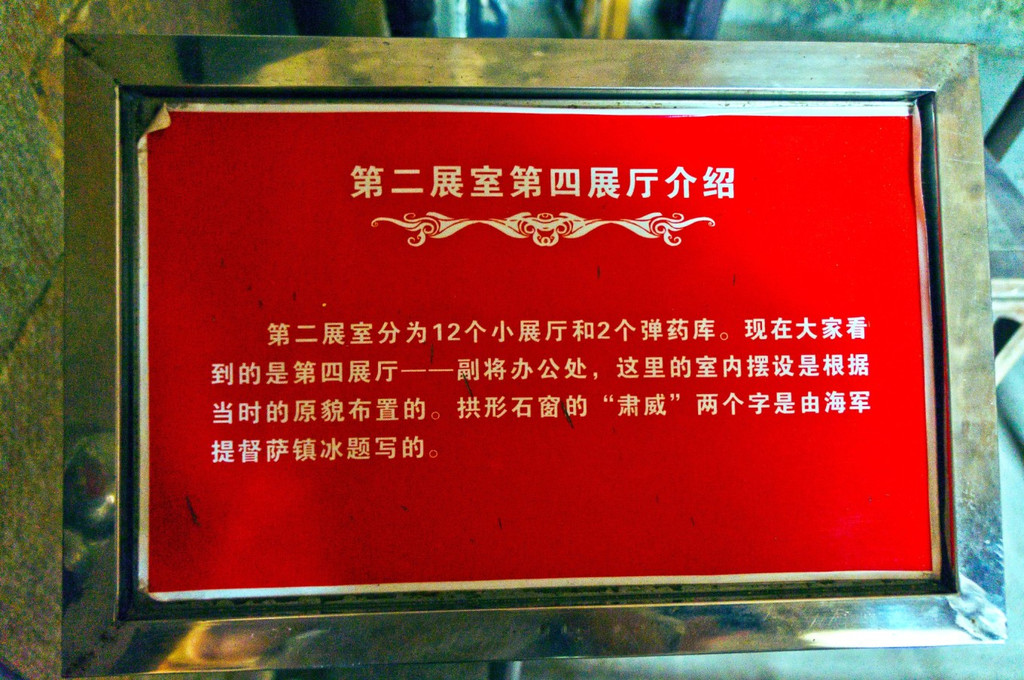 第二展室第四展厅介绍
第二展室分为12个小展厅和2个弹药库。现在大家看
到的是第四展厅——副将办公处，这里的室内摆设是根据
当时的原貌布置的。拱形石窗的“肃威”两个字是由海军
提督萨镇冰题写的。